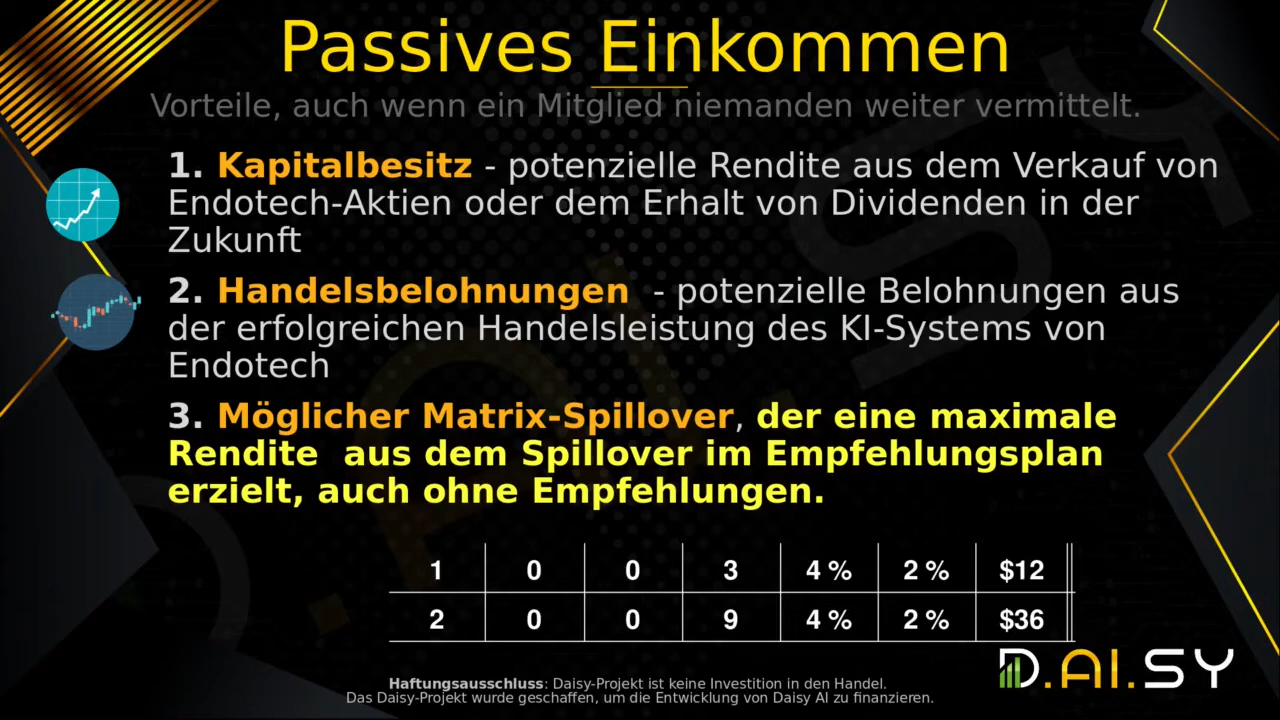 Passives Einkommen
Vorteile, auch wenn ein Mitglied niemanden weiter vermittelt.
1. Kapitalbesitz - potenzielle Rendite aus dem Verkauf von
Endotech-Aktien oder dem Erhalt von Dividenden in der
Zukunft
2. Handelsbelohnungen - potenzielle Belohnungen aus
der erfolgreichen Handelsleistung des KI-Systems von
Endotech
3. Möglicher Matrix-Spillover, der eine maximale
Rendite aus dem Spillover im Empfehlungsplan
erzielt, auch ohne Empfehlungen.
1 0 0 3 4 % 2 % $12
2 0 0 9 4 % 2 % $36
D.AI.SY
Haftungsausschluss: Daisy-Projekt ist keine Investition in den Handel.
Das Daisy-Projekt wurde geschaffen, um die Entwicklung von Daisy AI zu finanzieren.